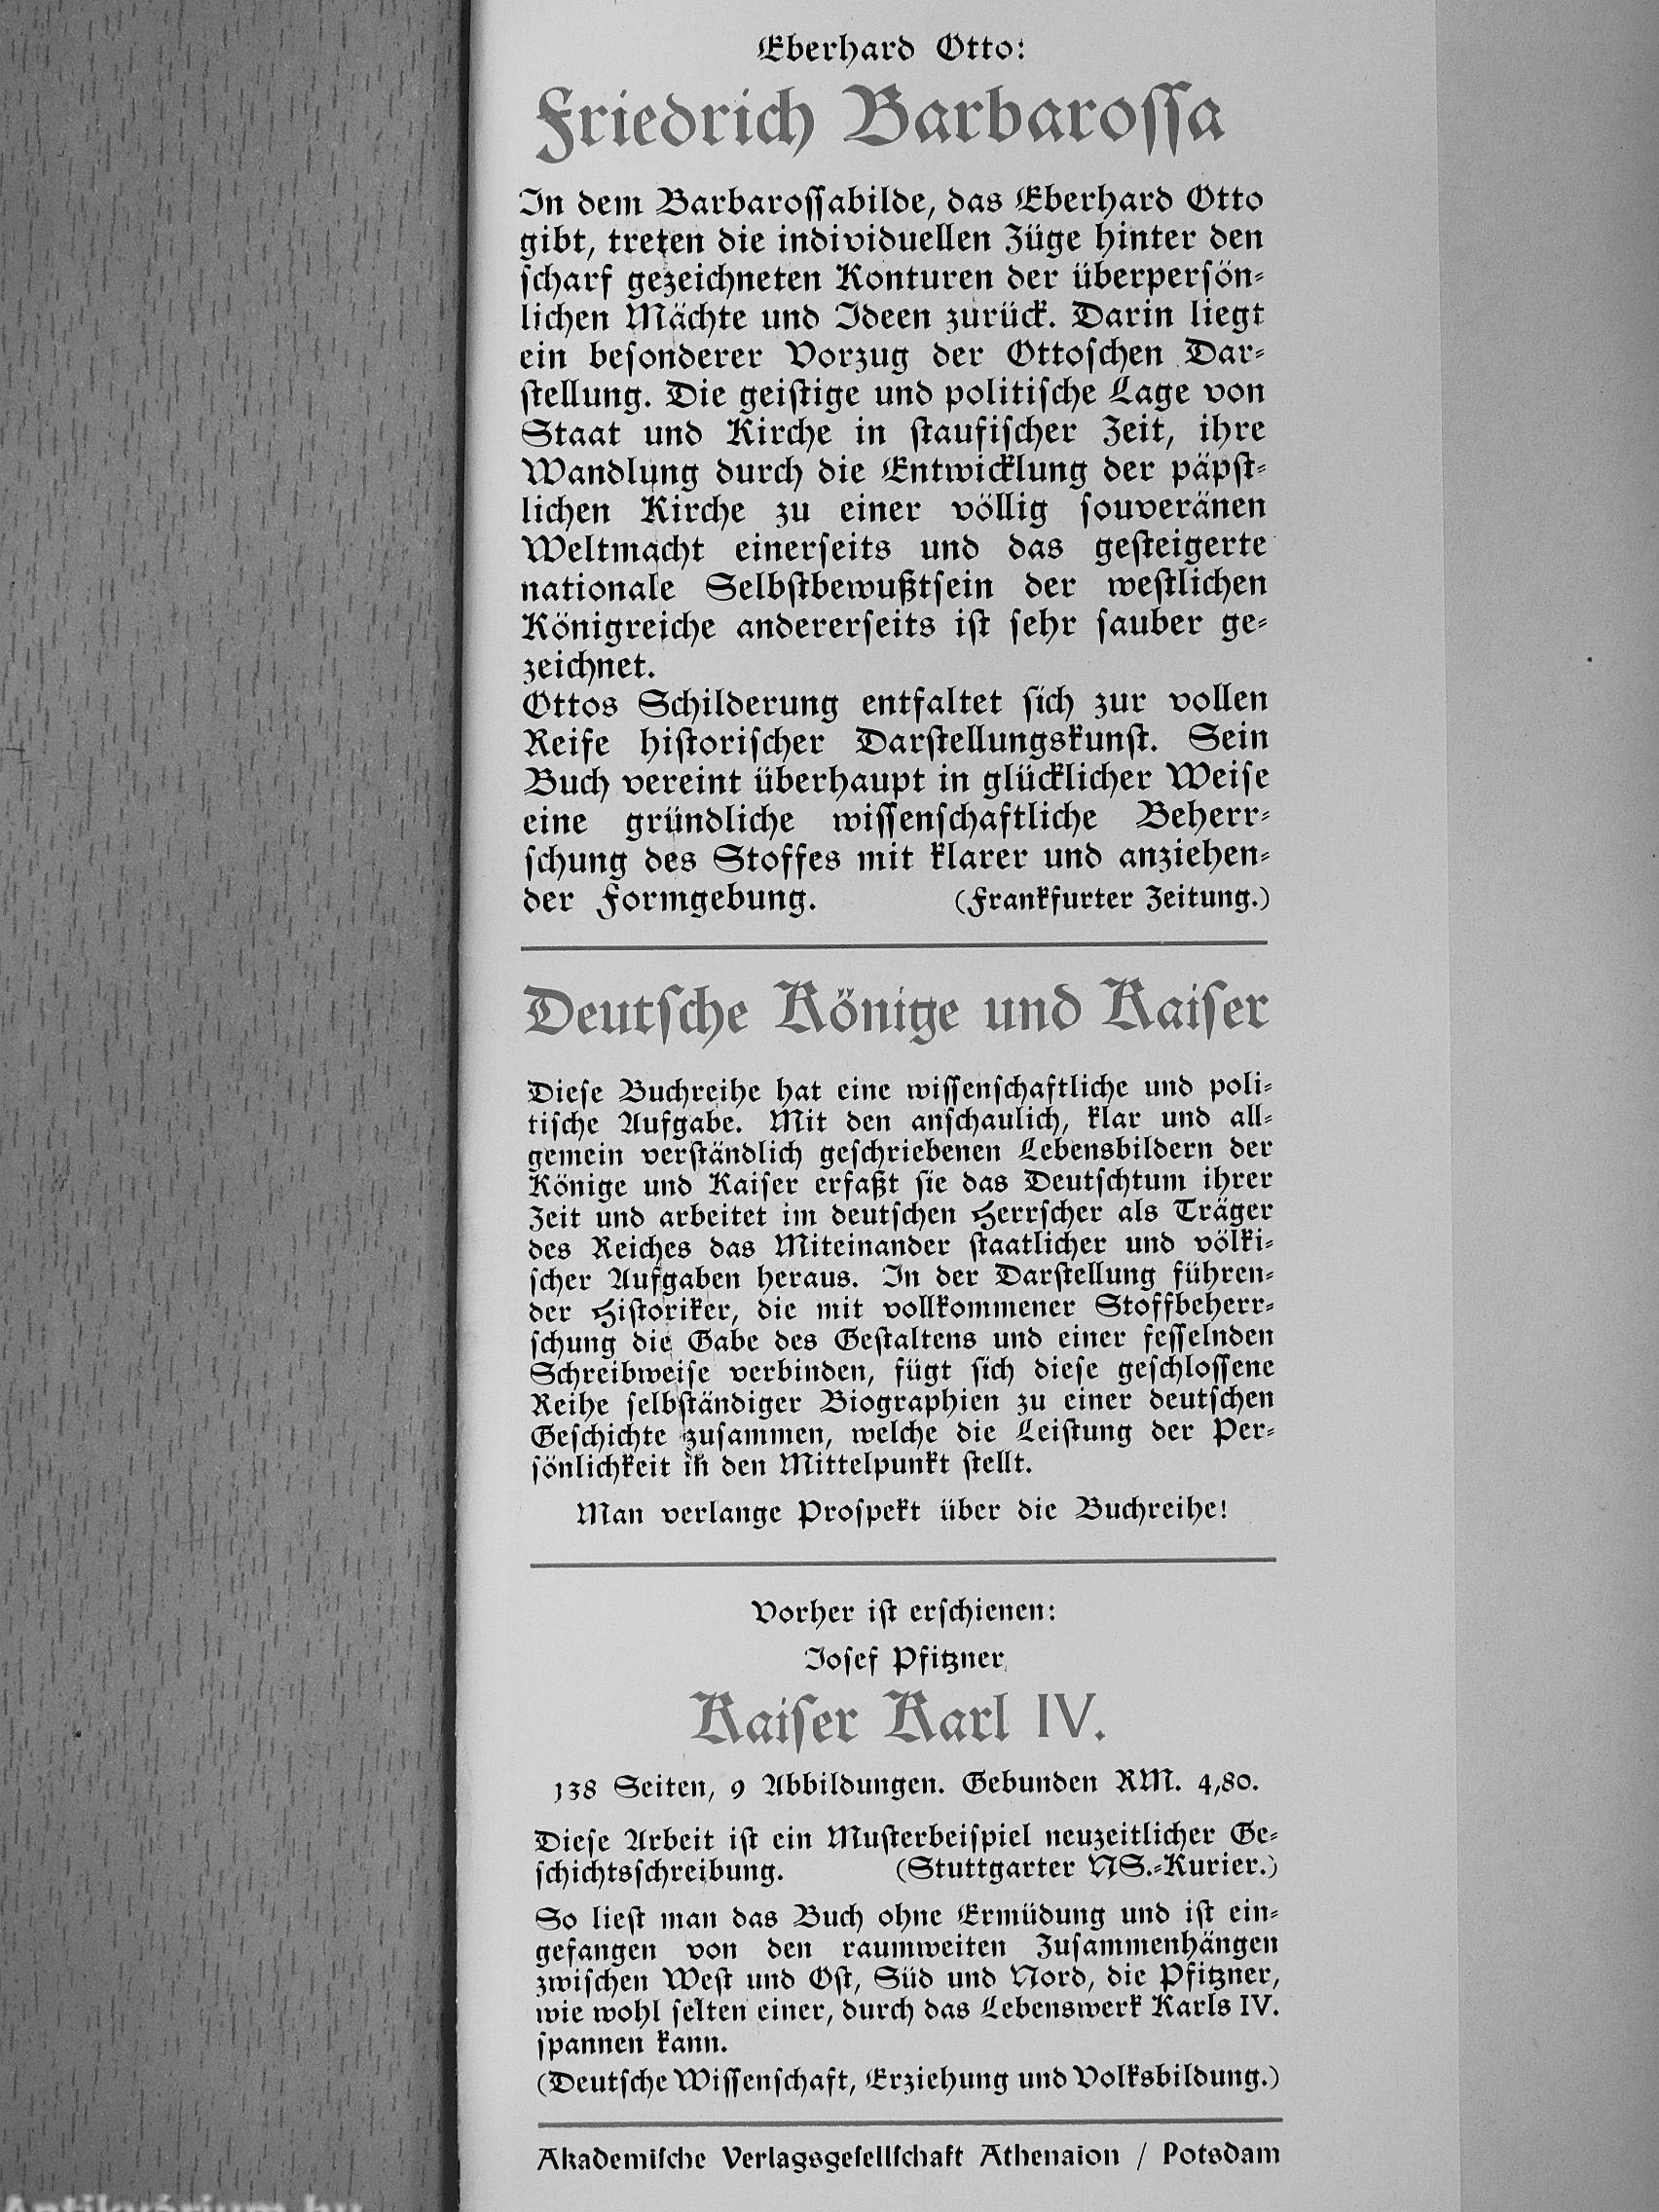 Eberhard Otto:
Friedrich Barbarossa
In dem Barbarossabilde, das Eberhard Otto
gibt, treten die individuellen Züge hinter den
scharf gezeichneten Konturen der überpersön-
lichen Mächte und Ideen zurück. Darin liegt
ein besonderer Vorzug der Ottoschen Dar-
stellung. Die geistige und politische Lage von
Staat und Kirche in staufischer Zeit, ihre
Wandlung durch die Entwicklung der päpst-
lichen Kirche zu einer völlig souveränen
Weltmacht einerseits und das gesteigerte
nationale Selbstbewußtsein der westlichen
Königreiche andererseits ist sehr sauber ge-
zeichnet.
Ottos Schilderung entfaltet sich zur vollen
Reife historischer Darstellungskunst. Sein
Buch vereint überhaupt in glücklicher Weise
eine gründliche wissenschaftliche Beherr-
schung des Stoffes mit klarer und anziehen-
der Formgebung. (Frankfurter Zeitung.)
Deutsche Könige und Kaiser
Diese Buchreihe hat eine wissenschaftliche und poli-
tische Aufgabe. Mit den anschaulich, klar und all-
gemein verständlich geschriebenen Lebensbildern der
Könige und Kaiser erfaßt sie das Deutschtum ihrer
Zeit und arbeitet im deutschen Herrscher als Träger
des Reiches das Miteinander staatlicher und völki-
scher Aufgaben heraus. In der Darstellung führen-
der Historiker, die mit vollkommener Stoffbeherr-
schung die Gabe des Gestaltens und einer fesselnden
Schreibweise verbinden, fügt sich diese geschlossene
Reihe selbständiger Biographien zu einer deutschen
Geschichte zusammen, welche die Leistung der Per-
sönlichkeit in den Mittelpunkt stellt.
Man verlange Prospekt über die Buchreihe!
Vorher ist erschienen:
Josef Pfitzner
Kaiser Karl IV.
138 Seiten, 9 Abbildungen. Gebunden RM. 4,80.
Diese Arbeit ist ein Musterbeispiel neuzeitlicher Ge-
schichtsschreibung. (Stuttgarter NS.-Kurier.)
So liest man das Buch ohne Ermüdung und ist ein-
gefangen von den raumweiten Zusammenhängen
zwischen West und Ost, Süd und Nord, die Pfitzner,
wie wohl selten einer, durch das Lebenswerk Karls IV.
spannen kann.
(Deutsche Wissenschaft, Erziehung und Volksbildung.)
Akademische Verlagsgesellschaft Athenaion / Potsdam
Antikvárium.hu